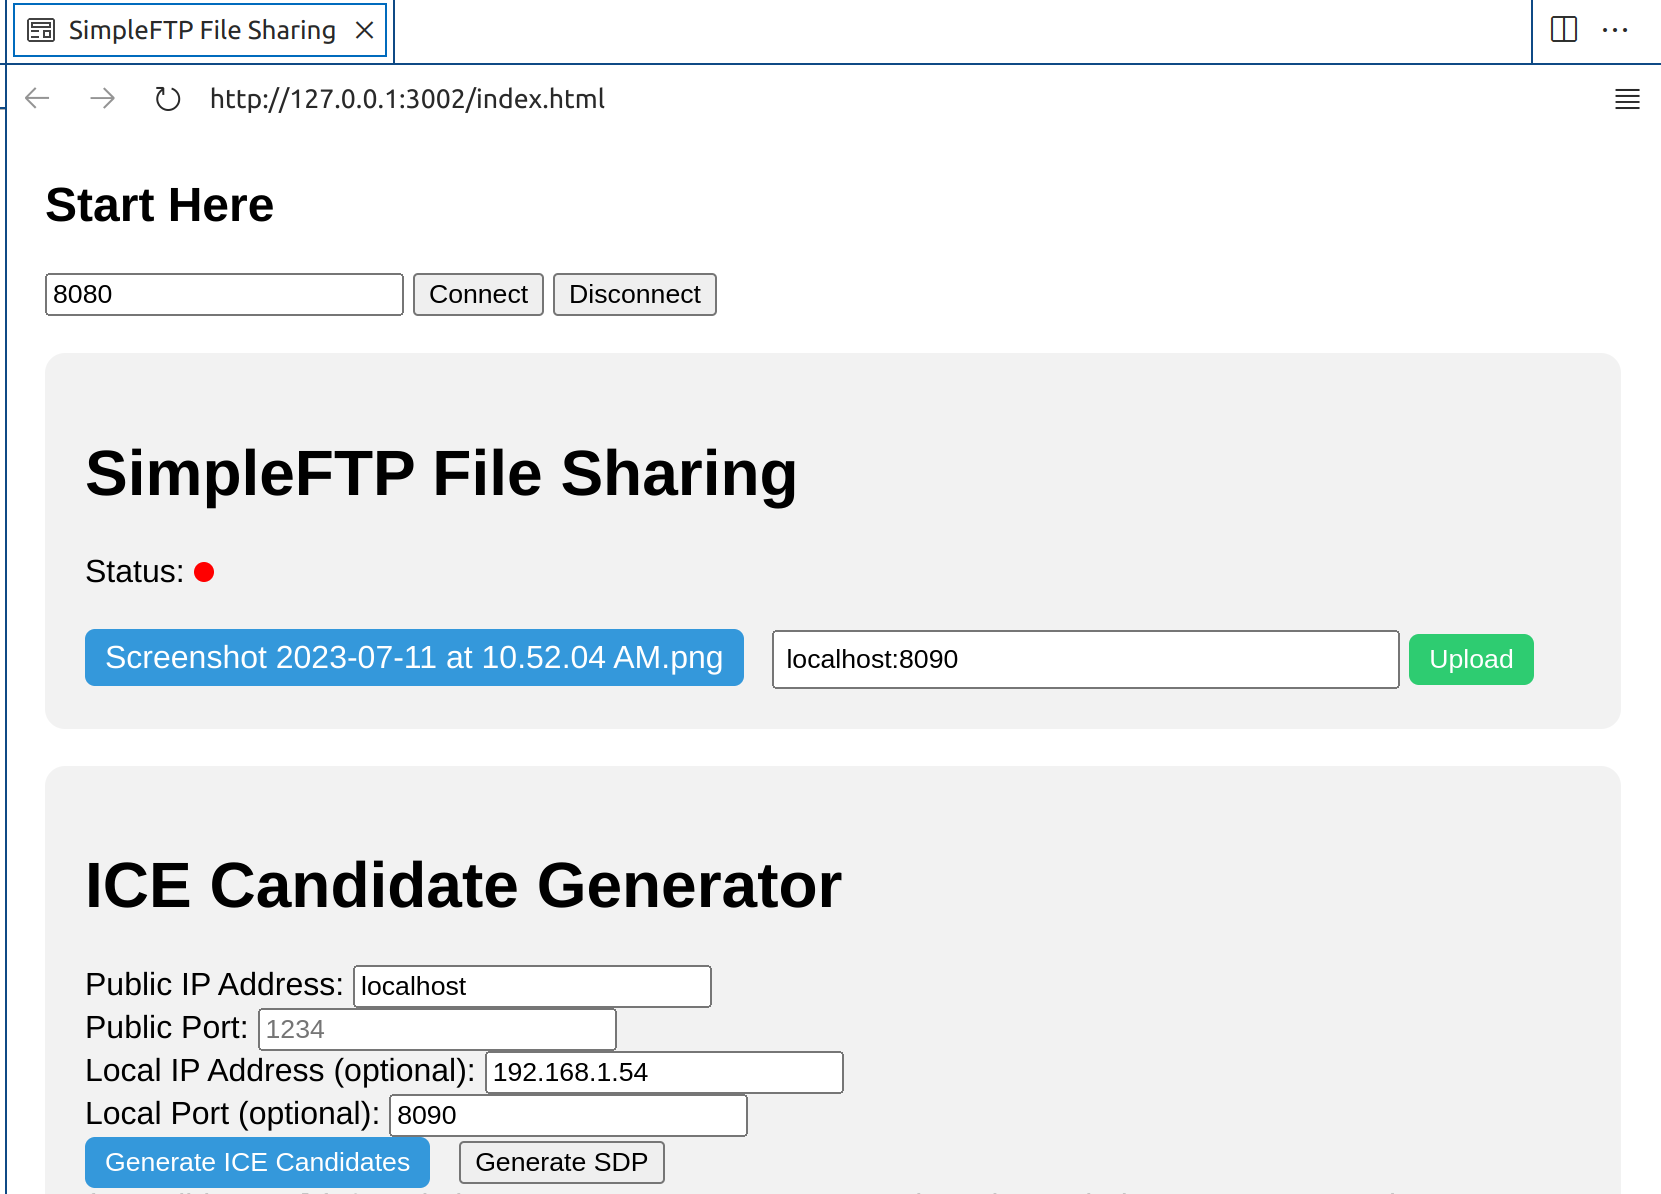 SimpleFTP File Sharing
http://127.0.0.1:3002/index.html
Start Here
8080 Connect Disconnect
SimpleFTP File Sharing
Status:
Screenshot 2023-07-11 at 10.52.04 AM.png localhost:8090 Upload
ICE Candidate Generator
Public IP Address: localhost
Public Port: 1234
Local IP Address (optional): 192.168.1.54
Local Port (optional): 8090
Generate ICE Candidates Generate SDP